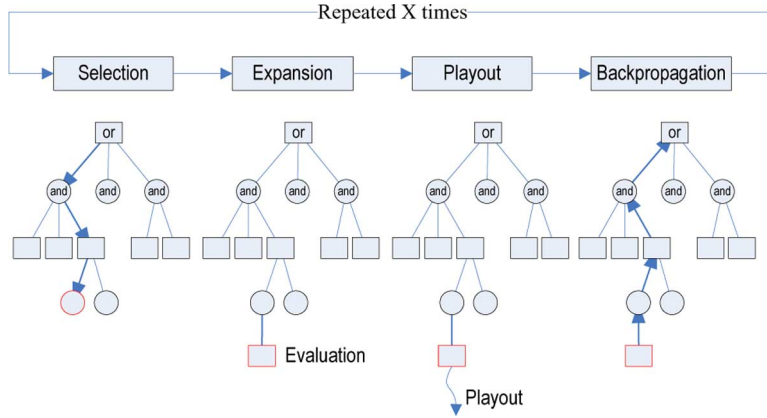 Repeated X times
Selection
Expansion
Playout
Backpropagation
or
or
or
or
and
and
and
and
and
and
and
and
and
and
and
and
Evaluation
Playout